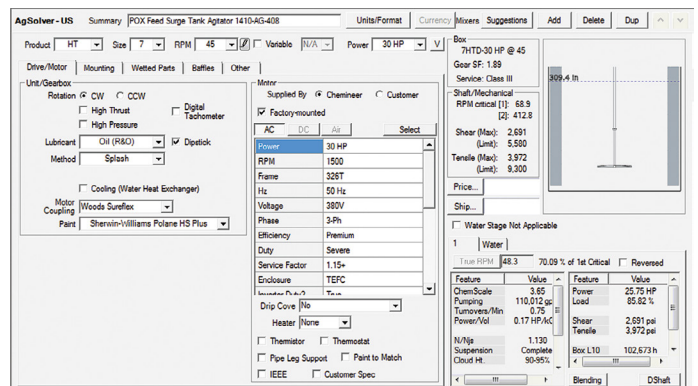 AgSolver - US Summary POX Feed Surge Tank Agitator 1410-AG-408 Units/Format Currency Mixers Suggestions Add Delete Dup
Product HT Size 7 RPM 45 Variable N/A Power 30 HP V
Drive/Motor Mounting Wetted Parts Baffles Other
Unit/Gearbox
Rotation CW CCW
High Thrust
High Pressure
Digital
Tachometer
Lubricant Oil (R&O) Dipstick
Method Splash
Cooling (Water Heat Exchanger)
Motor
Coupling Woods Sureflex
Paint Sherwin-Williams Polane HS Plus
Motor
Supplied By Chemineer Customer
Factory-mounted
AC DC Air Select
Power 30 HP
RPM 1500
Frame 326T
Hz 50 Hz
Voltage 380V
Phase 3-Ph
Efficiency Premium
Duty Severe
Service Factor 1.15+
Enclosure TEFC
Inverter Duty? True
Drip Cove No
Heater None
Thermistor Thermostat
Pipe Leg Support Paint to Match
IEEE Customer Spec
Box
7HTD-30 HP @ 45
Gear SF: 1.89
Service: Class III
Shaft/Mechanical
RPM critical [1]: 68.9
[2]: 412.8
Shear (Max): 2,691
(Limit): 5,580
Tensile (Max): 3,972
(Limit): 9,300
Price...
Ship...
309.4 in
Water Stage Not Applicable
1 Water
True RPM 48.3 70.09 % of 1st Critical Reversed
Feature Value Feature Value
ChemScale 3.65 Power 25.75 HP
Pumping 110,012 gp Load 85.82 %
Turnovers/Min 0.75
Power/Vol 0.17 HP/kG Shear 2,691 psi
Tensile 3,972 psi
N/Njs 1.130
Suspension Complete Box L10 102,673 h
Cloud Ht. 90-95%
Blending DShaft